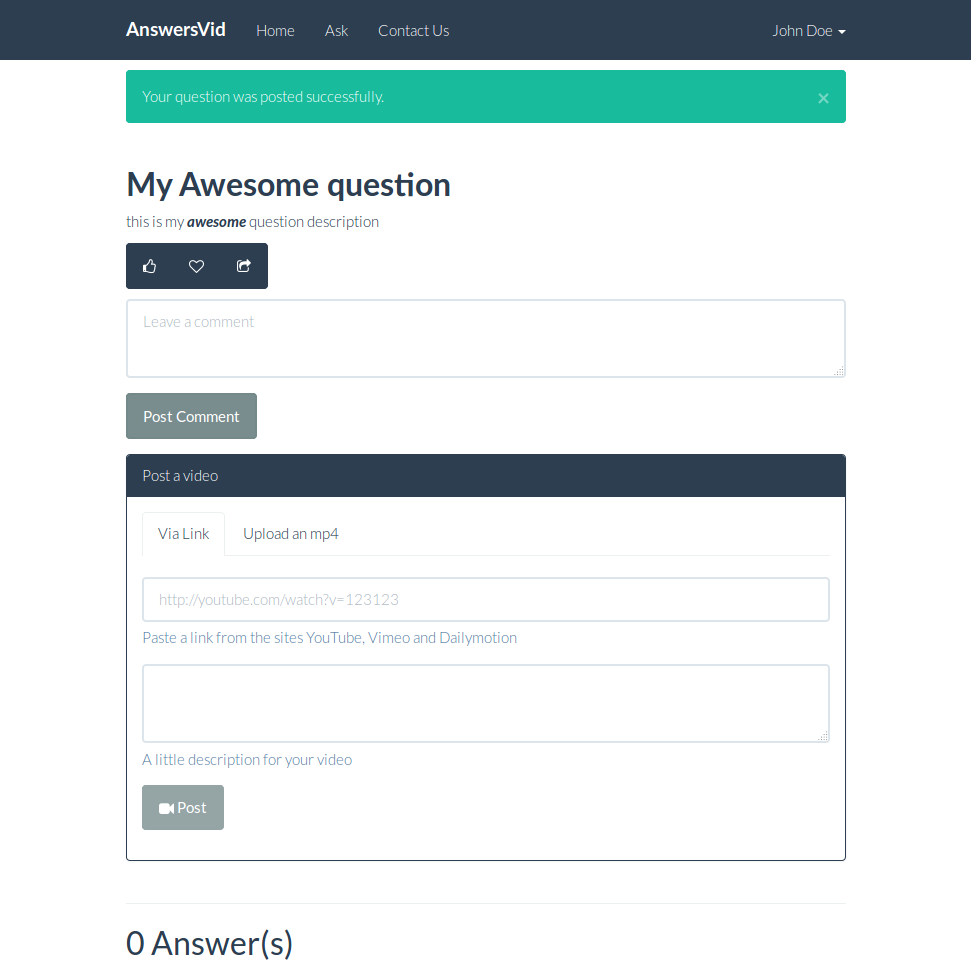 AnswersVid Home Ask Contact Us John Doe
Your question was posted successfully. ×
My Awesome question
this is my awesome question description
Leave a comment
Post Comment
Post a video
Via Link Upload an mp4
http://youtube.com/watch?v=123123
Paste a link from the sites YouTube, Vimeo and Dailymotion
A little description for your video
Post
0 Answer(s)